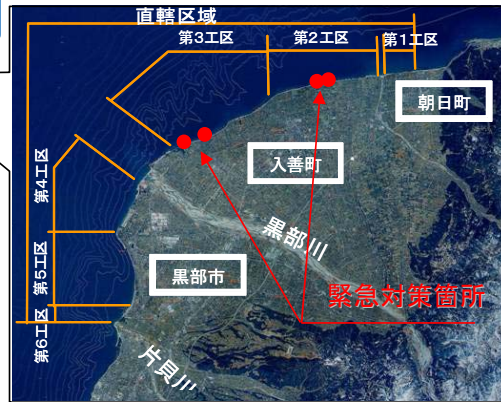 直轄区域
第3工区
第2工区
第1工区
朝日町
入善町
第4工区
黒部川
黒部市
第5工区
緊急対策箇所
第6工区
片貝川